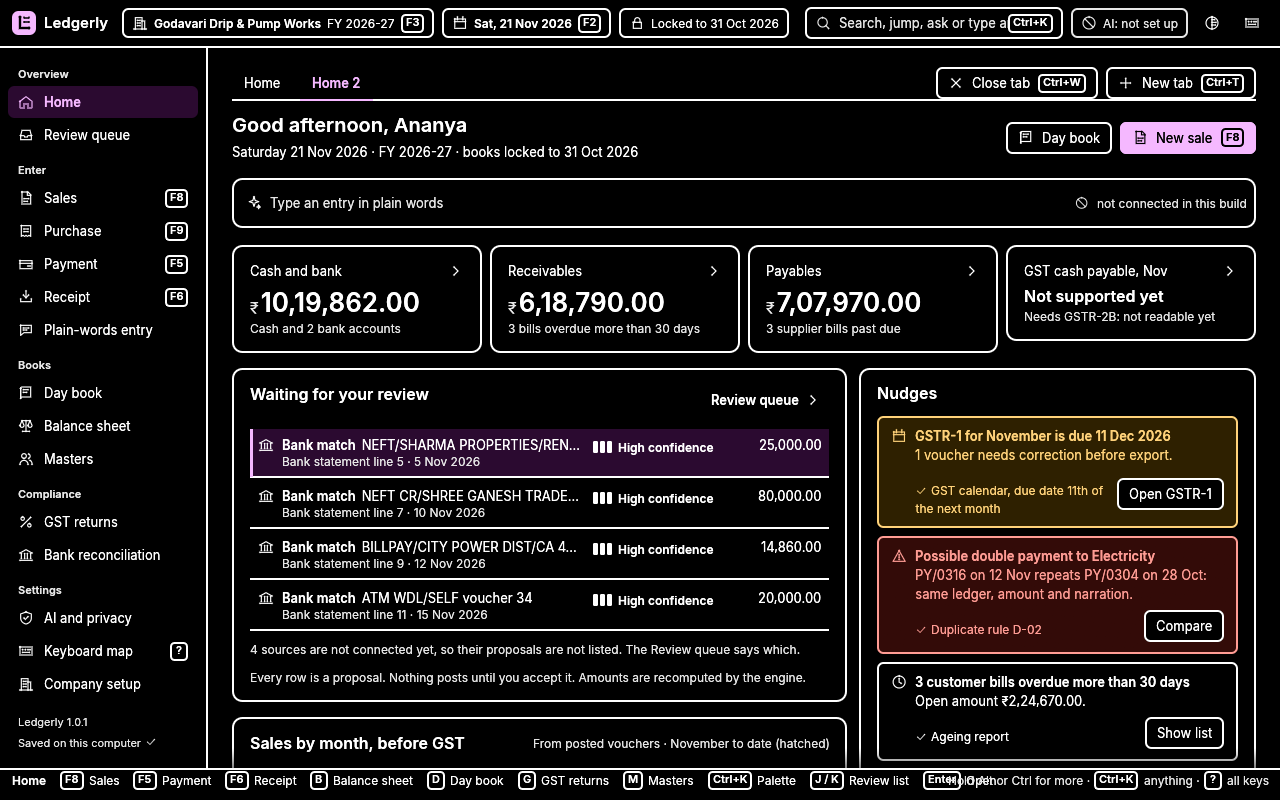 Ledgerly
Godavari Drip & Pump Works FY 2026-27 F3
Sat, 21 Nov 2026 F2
Locked to 31 Oct 2026
Search, jump, ask or type a Ctrl+K
AI: not set up
Overview
Home
Review queue
Enter
Sales F8
Purchase F9
Payment F5
Receipt F6
Plain-words entry
Books
Day book
Balance sheet
Masters
Compliance
GST returns
Bank reconciliation
Settings
AI and privacy
Keyboard map ?
Company setup
Ledgerly 1.0.1
Saved on this computer
Home Home 2
Close tab Ctrl+W
New tab Ctrl+T
Good afternoon, Ananya
Saturday 21 Nov 2026 · FY 2026-27 · books locked to 31 Oct 2026
Day book
New sale F8
Type an entry in plain words
not connected in this build
Cash and bank
₹10,19,862.00
Cash and 2 bank accounts
Receivables
₹6,18,790.00
3 bills overdue more than 30 days
Payables
₹7,07,970.00
3 supplier bills past due
GST cash payable, Nov
Not supported yet
Needs GSTR-2B: not readable yet
Waiting for your review
Review queue
Bank match NEFT/SHARMA PROPERTIES/REN... High confidence 25,000.00
Bank statement line 5 · 5 Nov 2026
Bank match NEFT CR/SHREE GANESH TRADE... High confidence 80,000.00
Bank statement line 7 · 10 Nov 2026
Bank match BILLPAY/CITY POWER DIST/CA 4... High confidence 14,860.00
Bank statement line 9 · 12 Nov 2026
Bank match ATM WDL/SELF voucher 34 High confidence 20,000.00
Bank statement line 11 · 15 Nov 2026
4 sources are not connected yet, so their proposals are not listed. The Review queue says which.
Every row is a proposal. Nothing posts until you accept it. Amounts are recomputed by the engine.
Sales by month, before GST
From posted vouchers · November to date (hatched)
Nudges
GSTR-1 for November is due 11 Dec 2026
1 voucher needs correction before export.
GST calendar, due date 11th of
the next month
Open GSTR-1
Possible double payment to Electricity
PY/0316 on 12 Nov repeats PY/0304 on 28 Oct:
same ledger, amount and narration.
Duplicate rule D-02
Compare
3 customer bills overdue more than 30 days
Open amount ₹2,24,670.00.
Ageing report
Show list
Home F8 Sales F5 Payment F6 Receipt B Balance sheet D Day book G GST returns M Masters Ctrl+K Palette J / K Review list Enter Open Hold Alt or Ctrl for more · Ctrl+K anything · ? all keys